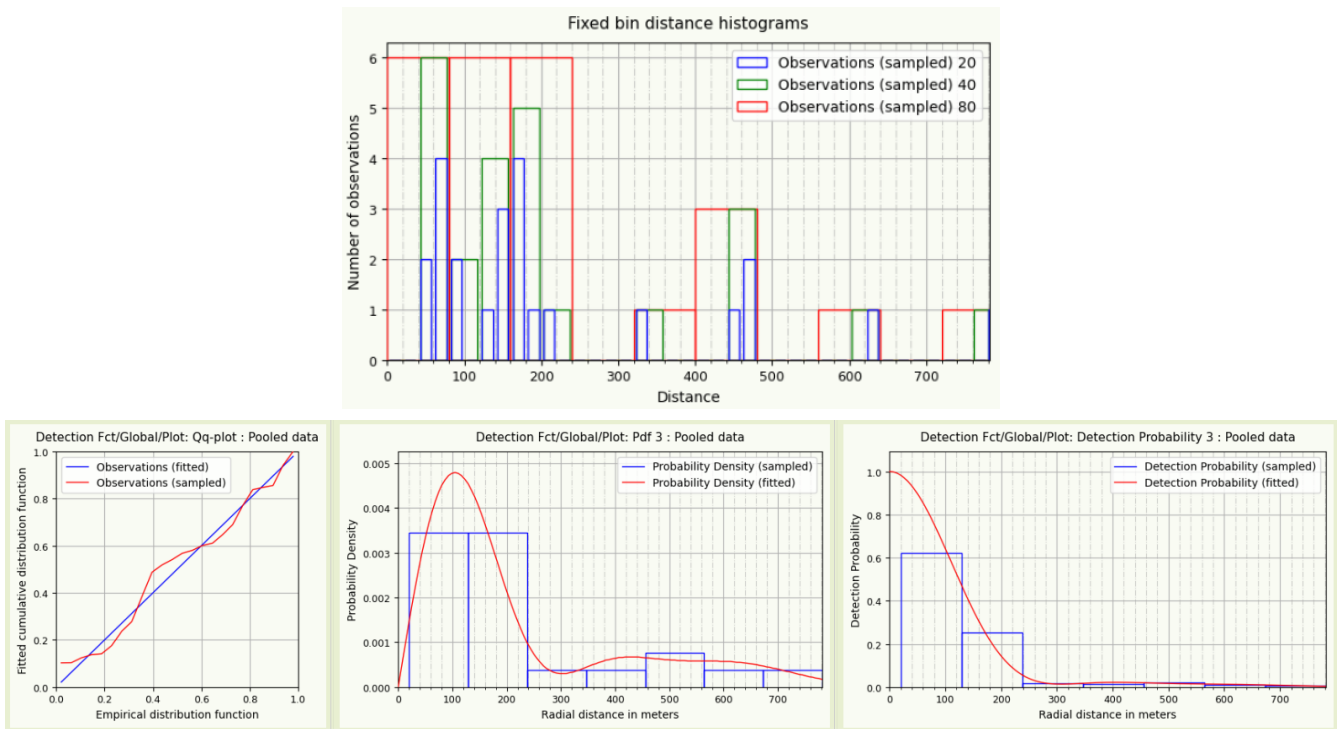 Fixed bin distance histograms
Observations (sampled) 20
Observations (sampled) 40
Observations (sampled) 80
Number of observations
6
5
4
3
2
1
0
0 100 200 300 400 500 600 700
Distance
Detection Fct/Global/Plot: Qq-plot : Pooled data
Observations (fitted)
Observations (sampled)
Fitted cumulative distribution function
1.0
0.8
0.6
0.4
0.2
0.0
0.2 0.4 0.6 0.8 1.0
Empirical distribution function
Detection Fct/Global/Plot: Pdf 3 : Pooled data
Probability Density (sampled)
Probability Density (fitted)
Probability Density
0.005
0.004
0.003
0.002
0.001
0.000
0 100 200 300 400 500 600 700
Radial distance in meters
Detection Fct/Global/Plot: Detection Probability 3 : Pooled data
Detection Probability (sampled)
Detection Probability (fitted)
Detection Probability
1.0
0.8
0.6
0.4
0.2
0.0
0 100 200 300 400 500 600 700
Radial distance in meters